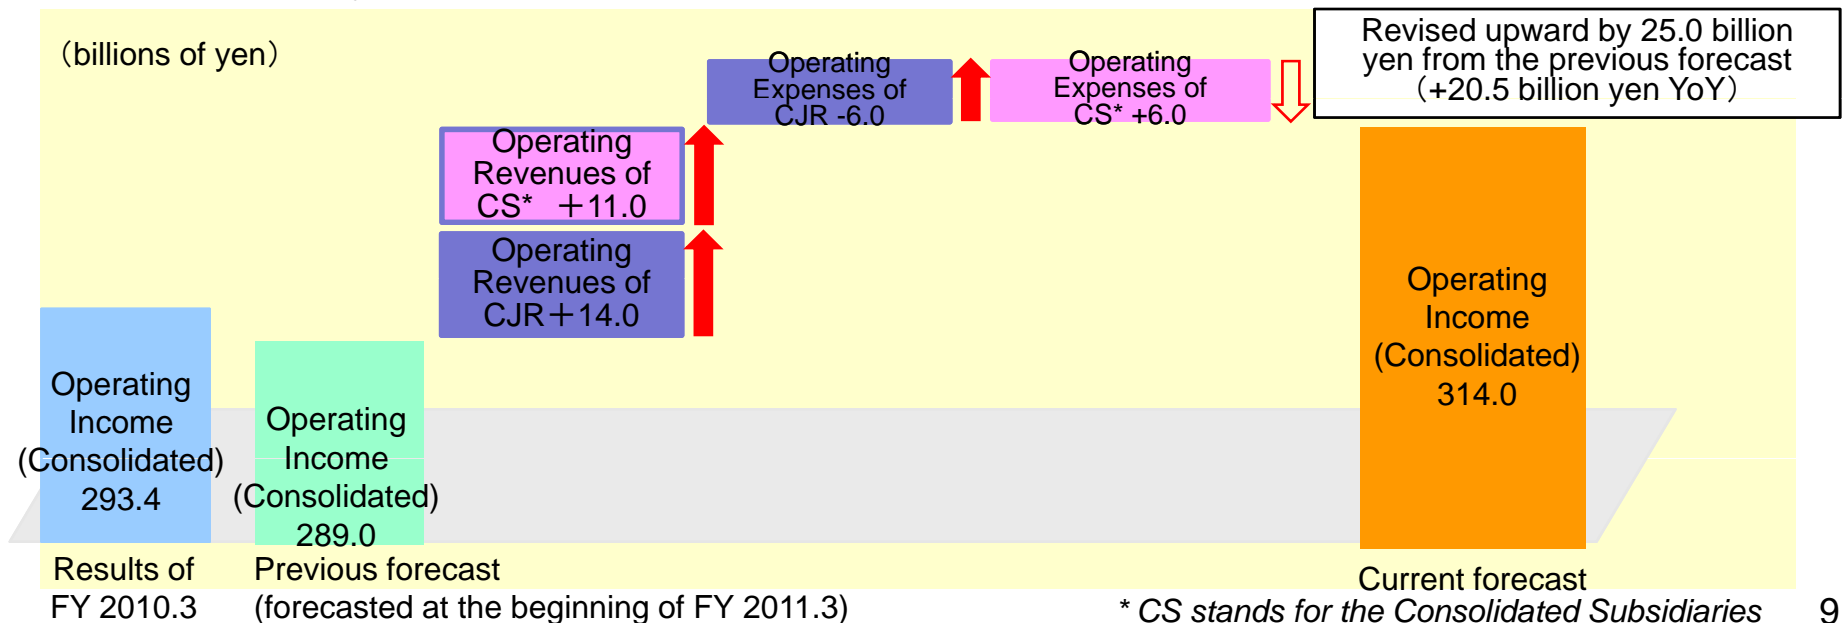 （billions of yen）
Revised upward by 25.0 billion
yen from the previous forecast
（+20.5 billion yen YoY）
Operating
Expenses of
CJR -6.0
Operating
Expenses of
CS* +6.0
Operating
Revenues of
CS* ＋11.0
Operating
Revenues of
CJR＋14.0
Operating
Income
(Consolidated)
293.4
Operating
Income
(Consolidated)
289.0
Operating
Income
(Consolidated)
314.0
Results of
FY 2010.3
Previous forecast
(forecasted at the beginning of FY 2011.3)
Current forecast
* CS stands for the Consolidated Subsidiaries
9